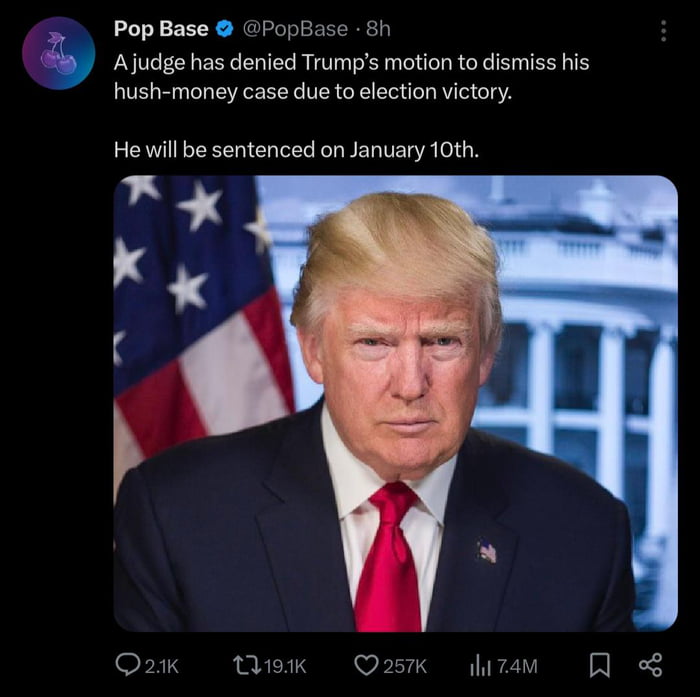 Pop Base @PopBase · 8h
A judge has denied Trump’s motion to dismiss his
hush-money case due to election victory.
He will be sentenced on January 10th.
2.1K 19.1K 257K 7.4M